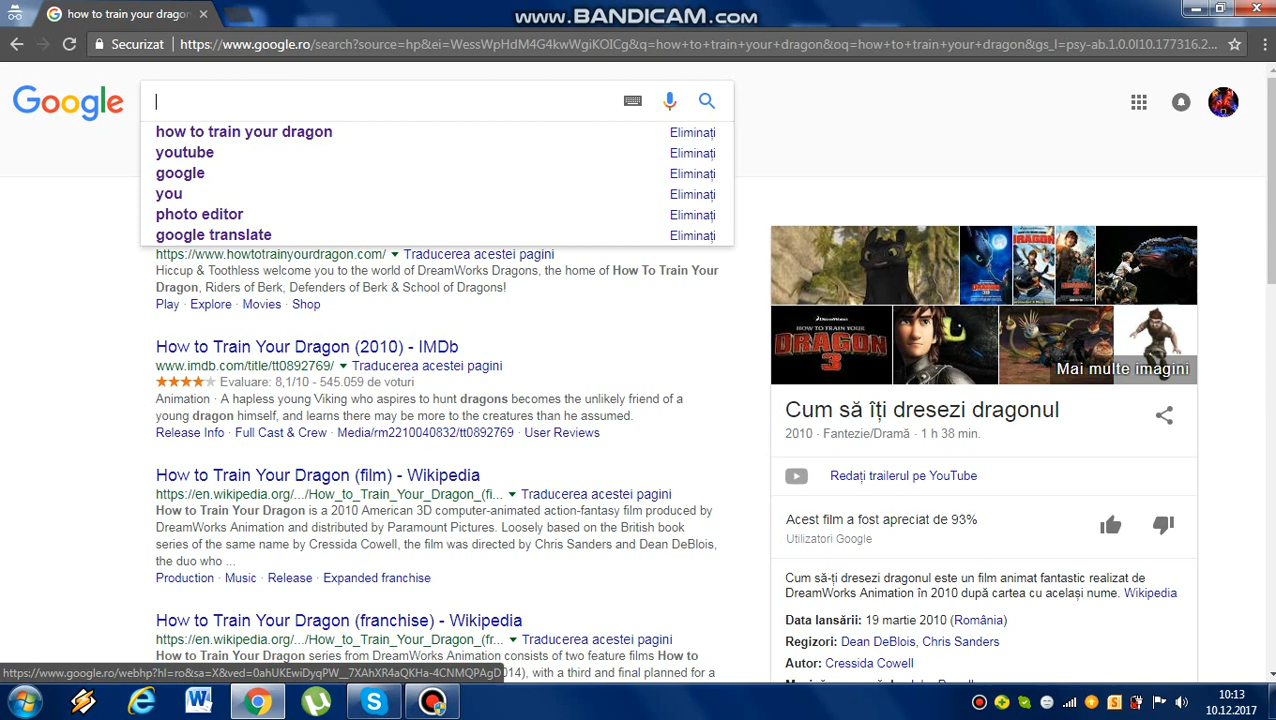 how to train your dragon
www.BANDICAM.com
Securizat
https://www.google.ro/search?source=hp&ei=WessWpHdM4G4kwWgiKOICg&q=how+to+train+your+dragon&oq=how+to+train+your+dragon&gs_l=psy-ab.1.0.0l10.177316.2...
Google
how to train your dragon Eliminați
youtube Eliminați
google Eliminați
you Eliminați
photo editor Eliminați
google translate Eliminați
https://www.howtotrainyourdragon.com/ Traducerea acestei pagini
Hiccup & Toothless welcome you to the world of DreamWorks Dragons, the home of How To Train Your
Dragon, Riders of Berk, Defenders of Berk & School of Dragons!
Play · Explore · Movies · Shop
How to Train Your Dragon (2010) - IMDb
www.imdb.com/title/tt0892769/ Traducerea acestei pagini
Evaluare: 8,1/10 - 545.059 de voturi
Animation · A hapless young Viking who aspires to hunt dragons becomes the unlikely friend of a
young dragon himself, and learns there may be more to the creatures than he assumed.
Release Info · Full Cast & Crew · Media/rm2210040832/tt0892769 · User Reviews
How to Train Your Dragon (film) - Wikipedia
https://en.wikipedia.org/.../How_to_Train_Your_Dragon_(fi... Traducerea acestei pagini
How to Train Your Dragon is a 2010 American 3D computer-animated action-fantasy film produced by
DreamWorks Animation and distributed by Paramount Pictures. Loosely based on the British book
series of the same name by Cressida Cowell, the film was directed by Chris Sanders and Dean DeBlois,
the duo who ...
Production · Music · Release · Expanded franchise
How to Train Your Dragon (franchise) - Wikipedia
https://en.wikipedia.org/.../How_to_Train_Your_Dragon_(fr... Traducerea acestei pagini
How to Train Your Dragon series from DreamWorks Animation consists of two feature films How to
014), with a third and final planned for a
https://www.google.ro/webhp?hl=ro&sa=X&ved=0ahUKEwiDyqPW__7XAhXR4aQKHa-4CNMQPAgD
DRAGON
DRAGON 3
Mai multe imagini
Cum să îți dresezi dragonul
2010 · Fantezie/Dramă · 1 h 38 min.
Redați trailerul pe YouTube
Acest film a fost apreciat de 93%
Utilizatori Google
Cum să-ți dresezi dragonul este un film animat fantastic realizat de
DreamWorks Animation în 2010 după cartea cu același nume. Wikipedia
Data lansării: 19 martie 2010 (România)
Regizori: Dean DeBlois, Chris Sanders
Autor: Cressida Cowell
10:13
10.12.2017